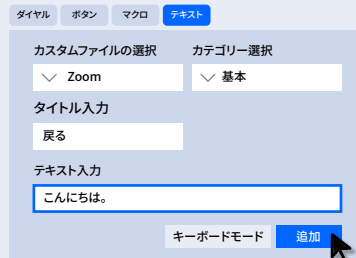 ダイヤル ボタン マクロ テキスト
カスタムファイルの選択 カテゴリー選択
Zoom 基本
タイトル入力
戻る
テキスト入力
こんにちは。
キーボードモード 追加